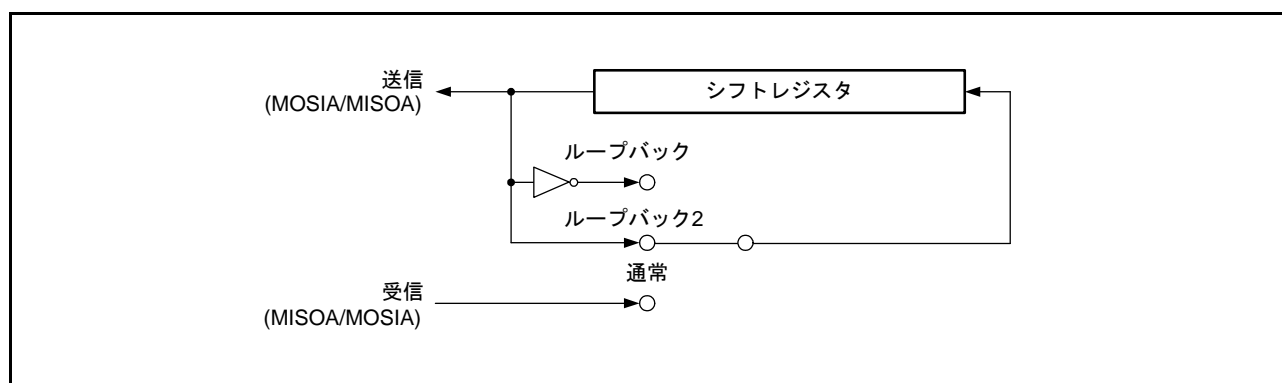 送信
(MOSIA/MISOA)
シフトレジスタ
ループバック
ループバック2
通常
受信
(MISOA/MOSIA)